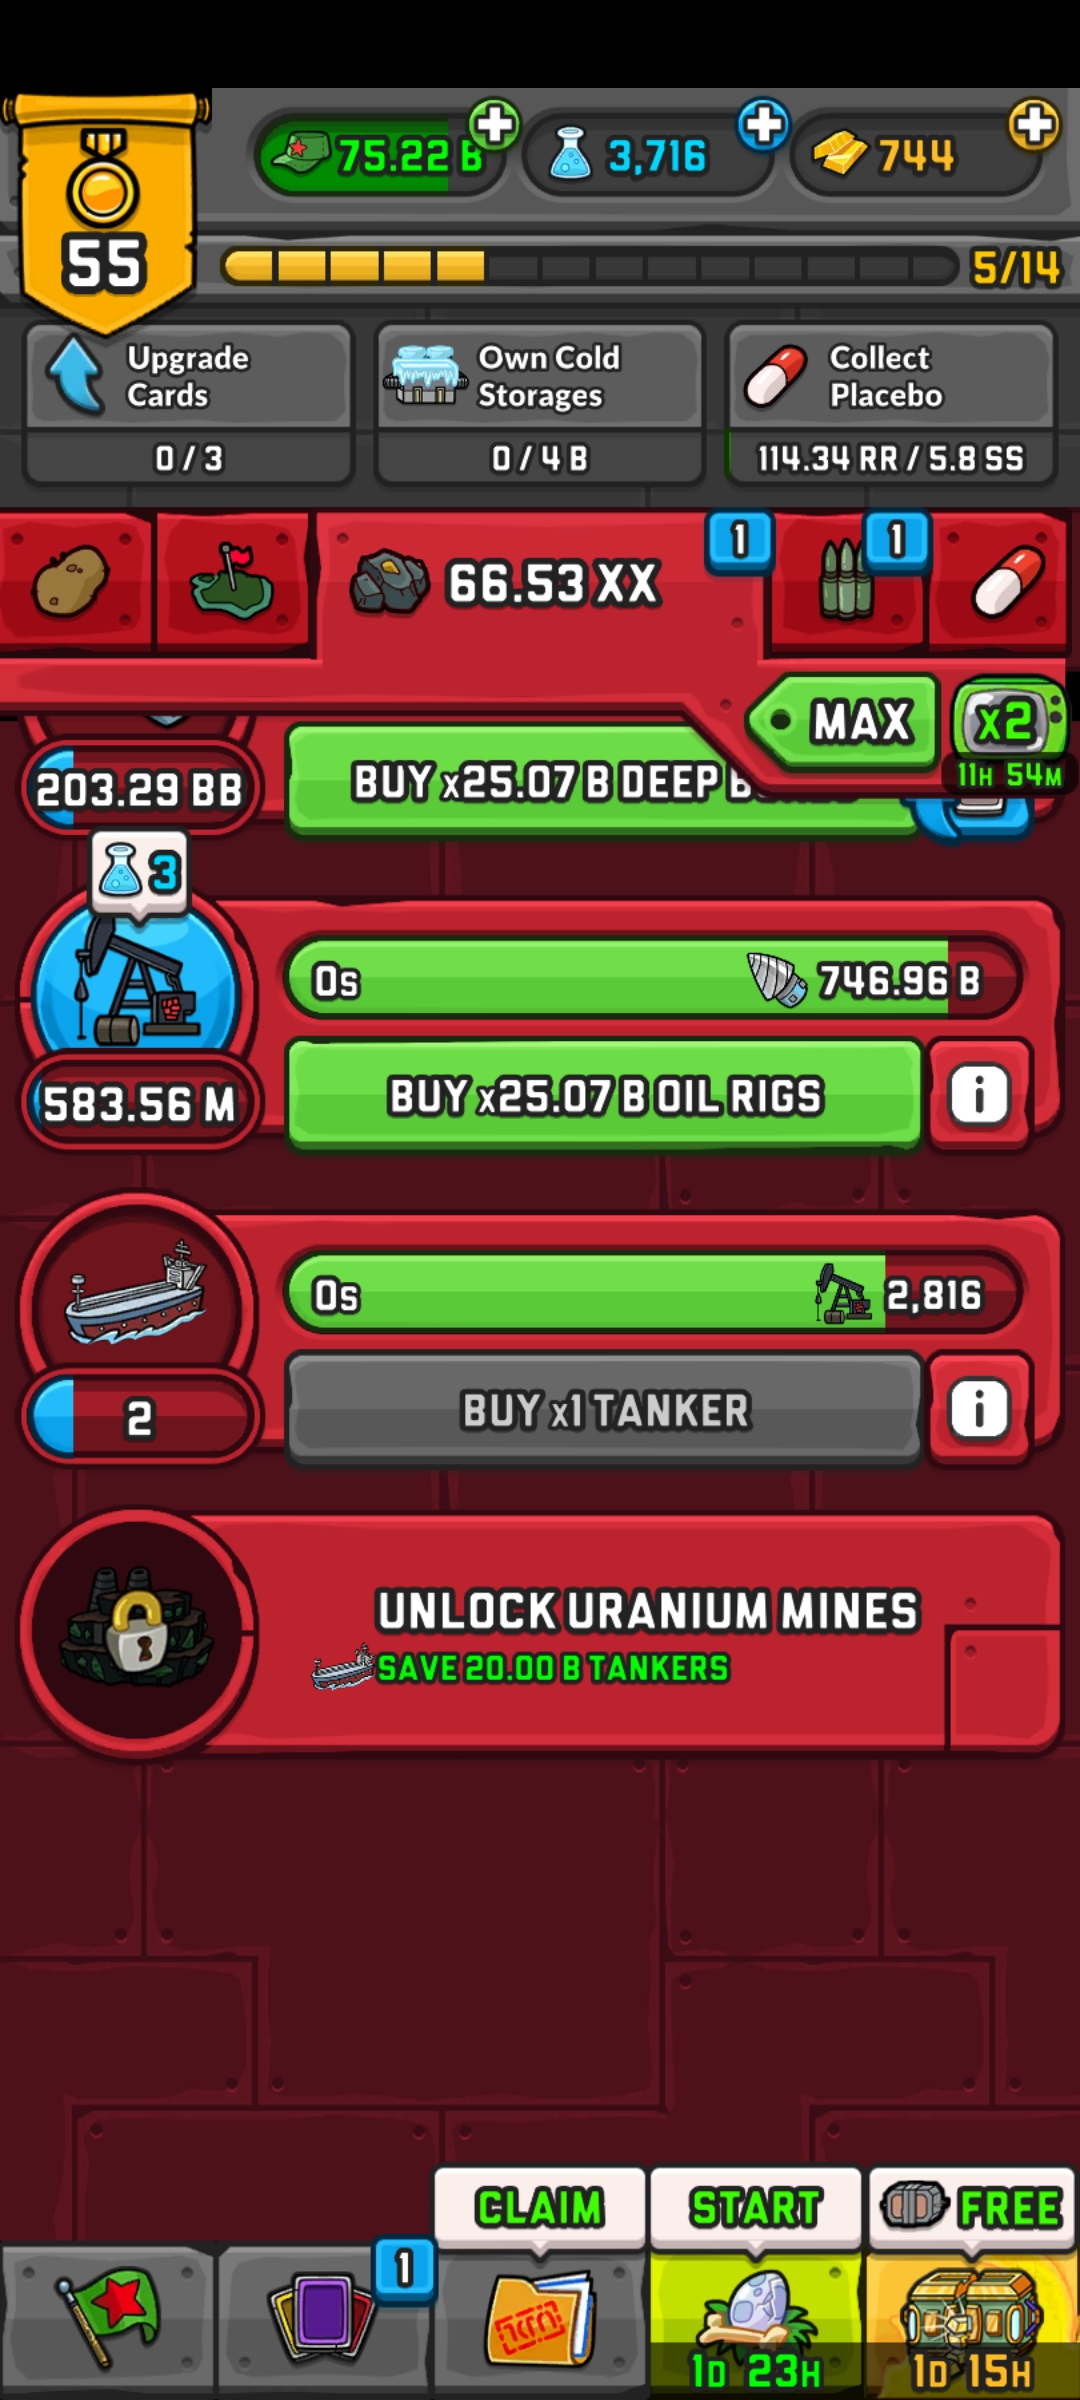 75.22 B
3,716
744
55
5/14
Upgrade
Cards
0 / 3
Own Cold
Storages
0 / 4 B
Collect
Placebo
114.34 RR / 5.8 SS
66.53 XX
1
1
MAX
x2
11H 54M
203.29 BB
BUY x25.07 B DEEP
3
0s
746.96 B
583.56 M
BUY x25.07 B OIL RIGS
i
0s
2,816
2
BUY x1 TANKER
i
UNLOCK URANIUM MINES
SAVE 20.00 B TANKERS
CLAIM
START
FREE
1
1D 23H
1D 15H